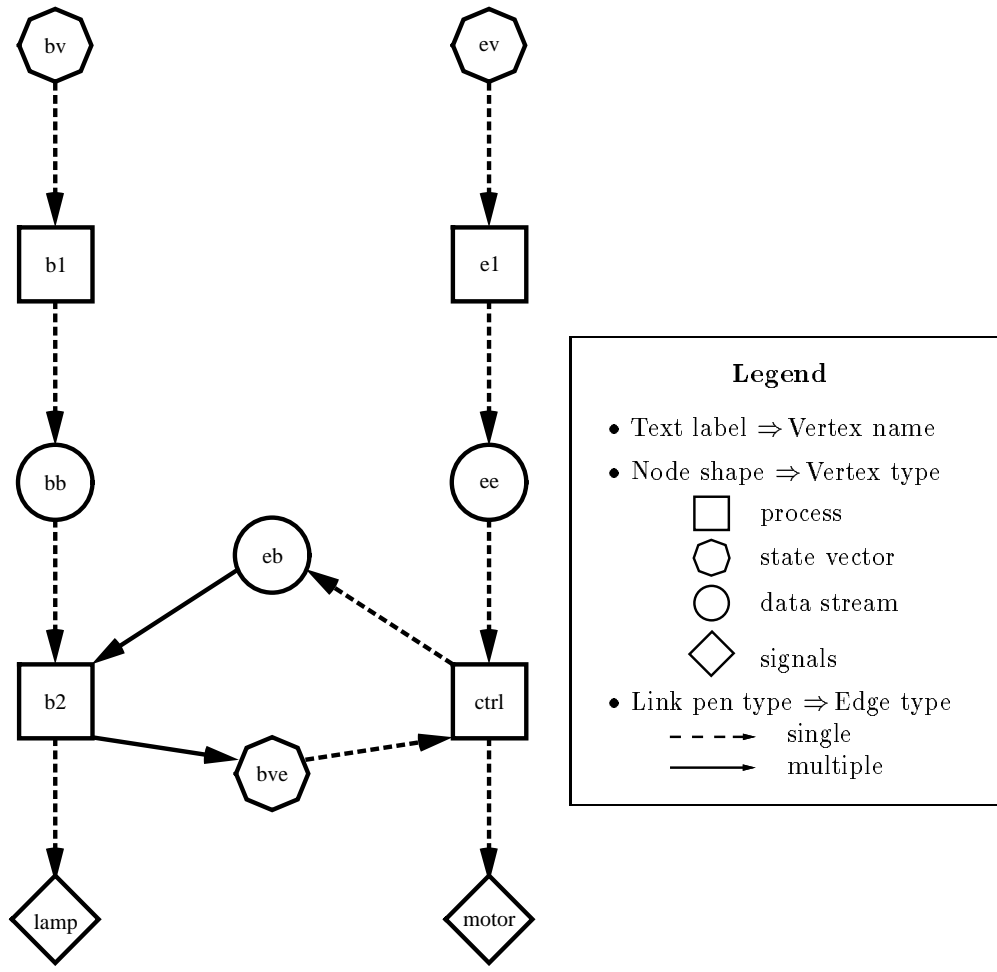 bv
ev
b1
e1
bb
ee
eb
b2
ctrl
bve
lamp
motor
Legend
• Text label ⇒ Vertex name
• Node shape ⇒ Vertex type
process
state vector
data stream
signals
• Link pen type ⇒ Edge type
single
multiple